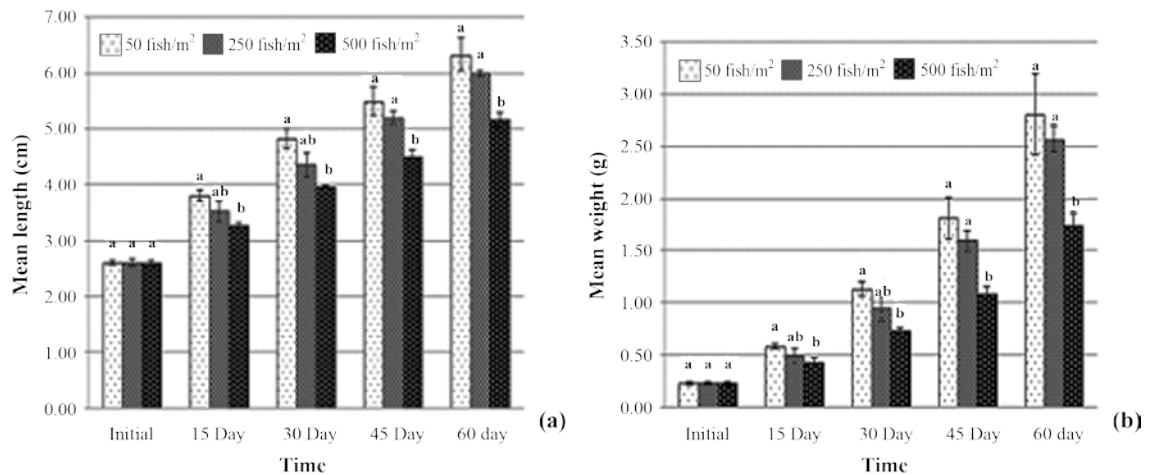 7.00
50 fish/m² 250 fish/m² 500 fish/m²
6.00
5.00
4.00
3.00
2.00
1.00
0.00
a a a
a ab b
a ab b
a a b
a a b
Initial 15 Day 30 Day 45 Day 60 day
Time
Mean length (cm)
(a)
3.50
50 fish/m² 250 fish/m² 500 fish/m²
3.00
2.50
2.00
1.50
1.00
0.50
0.00
a a a
a ab b
a ab b
a a b
a a b
Initial 15 Day 30 Day 45 Day 60 day
Time
Mean weight (g)
(b)